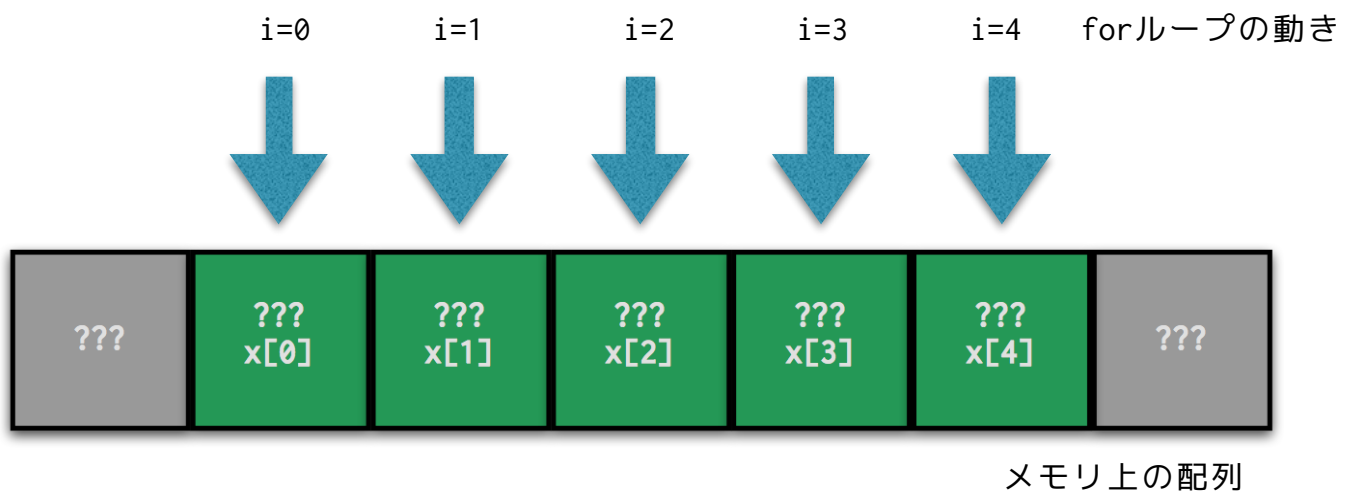 i=0 i=1 i=2 i=3 i=4 forループの動き
??? ??? ??? ??? ??? ??? ???
x[0] x[1] x[2] x[3] x[4]
メモリ上の配列